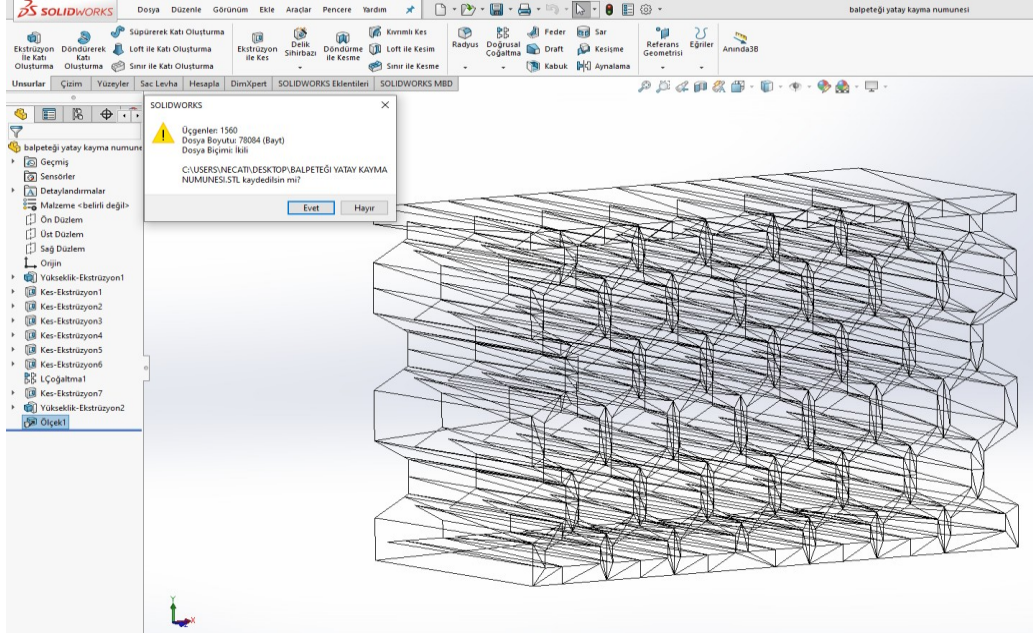 SOLIDWORKS
Dosya Düzenle Görünüm Ekle Araçlar Pencere Yardım
balpeteği yatay kayma numunesi
Ekstrüzyon
İle Katı
Oluşturma
Döndürerek
Katı
Oluşturma
Süpürerek Katı Oluşturma
Loft ile Katı Oluşturma
Sınır ile Katı Oluşturma
Ekstrüzyon
ile Kes
Delik
Sihirbazı
Döndürme
ile Kesme
Kıvrımlı Kes
Loft ile Kesim
Sınır ile Kesme
Radyus
Doğrusal
Çoğaltma
Feder
Draft
Kabuk
Sar
Kesişme
Aynalama
Referans
Geometrisi
Eğriler
Anında3B
Unsurlar Çizim Yüzeyler Sac Levha Hesapla DimXpert SOLIDWORKS Eklentileri SOLIDWORKS MBD
SOLIDWORKS
Üçgenler: 1560
Dosya Boyutu: 78084 (Bayt)
Dosya Biçimi: İkili
C:\USERS\NECATI\DESKTOP\BALPETEĞİ YATAY KAYMA
NUMUNESI.STL kaydedilsin mi?
Evet Hayır
balpeteği yatay kayma numune
Geçmiş
Sensörler
Detaylandırmalar
Malzeme <belirli değil>
Ön Düzlem
Üst Düzlem
Sağ Düzlem
Orijin
Yükseklik-Ekstrüzyon1
Kes-Ekstrüzyon1
Kes-Ekstrüzyon2
Kes-Ekstrüzyon3
Kes-Ekstrüzyon4
Kes-Ekstrüzyon5
Kes-Ekstrüzyon6
LÇoğaltma1
Kes-Ekstrüzyon7
Yükseklik-Ekstrüzyon2
Ölçek1
Y
X